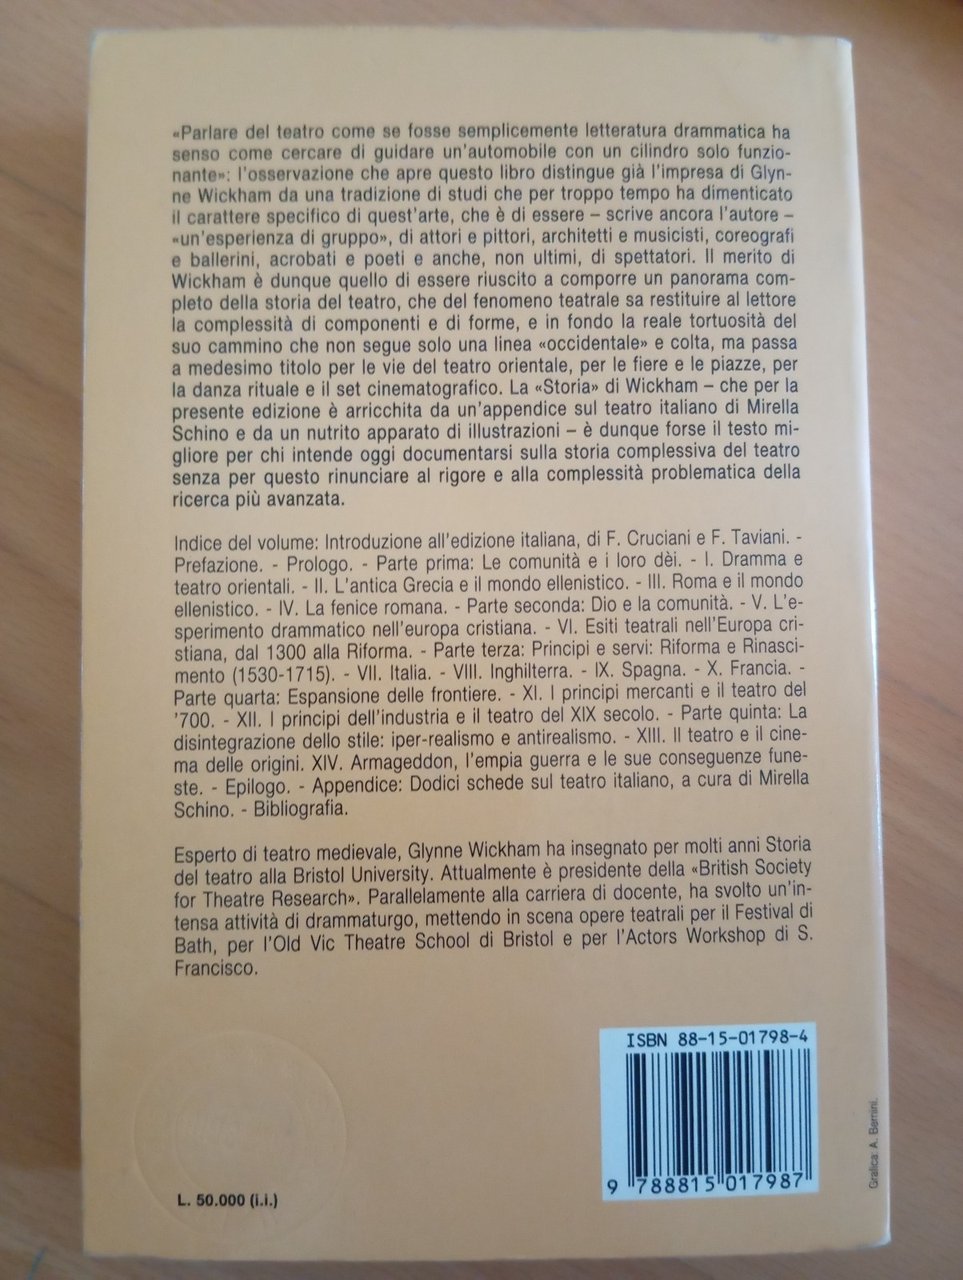 «Parlare del teatro come se fosse semplicemente letteratura drammatica ha
senso come cercare di guidare un'automobile con un cilindro solo funzio-
nante»: l'osservazione che apre questo libro distingue già l'impresa di Glyn-
ne Wickham da una tradizione di studi che per troppo tempo ha dimenticato
il carattere specifico di quest'arte, che è di essere – scrive ancora l'autore –
«un'esperienza di gruppo», di attori e pittori, architetti e musicisti, coreografi
e ballerini, acrobati e poeti e anche, non ultimi, di spettatori. Il merito di
Wickham è dunque quello di essere riuscito a comporre un panorama com-
pleto della storia del teatro, che del fenomeno teatrale sa restituire al lettore
la complessità di componenti e di forme, e in fondo la reale tortuosità del
suo cammino che non segue solo una linea «occidentale» e colta, ma passa
a medesimo titolo per le vie del teatro orientale, per le fiere e le piazze, per
la danza rituale e il set cinematografico. La «Storia» di Wickham – che per la
presente edizione è arricchita da un'appendice sul teatro italiano di Mirella
Schino e da un nutrito apparato di illustrazioni – è dunque forse il testo mi-
gliore per chi intende oggi documentarsi sulla storia complessiva del teatro
senza per questo rinunciare al rigore e alla complessità problematica della
ricerca più avanzata.
Indice del volume: Introduzione all'edizione italiana, di F. Cruciani e F. Taviani. -
Prefazione. - Prologo. - Parte prima: Le comunità e i loro dèi. - I. Dramma e
teatro orientali. - II. L'antica Grecia e il mondo ellenistico. - III. Roma e il mondo
ellenistico. - IV. La fenice romana. - Parte seconda: Dio e la comunità. - V. L'e-
sperimento drammatico nell'europa cristiana. - VI. Esiti teatrali nell'Europa cri-
stiana, dal 1300 alla Riforma. - Parte terza: Principi e servi: Riforma e Rinasci-
mento (1530-1715). - VII. Italia. - VIII. Inghilterra. - IX. Spagna. - X. Francia. -
Parte quarta: Espansione delle frontiere. - XI. I principi mercanti e il teatro del
'700. - XII. I principi dell'industria e il teatro del XIX secolo. - Parte quinta: La
disintegrazione dello stile: iper-realismo e antirealismo. - XIII. Il teatro e il cine-
ma delle origini. XIV. Armageddon, l'empia guerra e le sue conseguenze fune-
ste. - Epilogo. - Appendice: Dodici schede sul teatro italiano, a cura di Mirella
Schino. - Bibliografia.
Esperto di teatro medievale, Glynne Wickham ha insegnato per molti anni Storia
del teatro alla Bristol University. Attualmente è presidente della «British Society
for Theatre Research». Parallelamente alla carriera di docente, ha svolto un'in-
tensa attività di drammaturgo, mettendo in scena opere teatrali per il Festival di
Bath, per l'Old Vic Theatre School di Bristol e per l'Actors Workshop di S.
Francisco.
ISBN 88-15-01798-4
9 788815 017987
L. 50.000 (i.i.)
Grafica: A. Bernini.